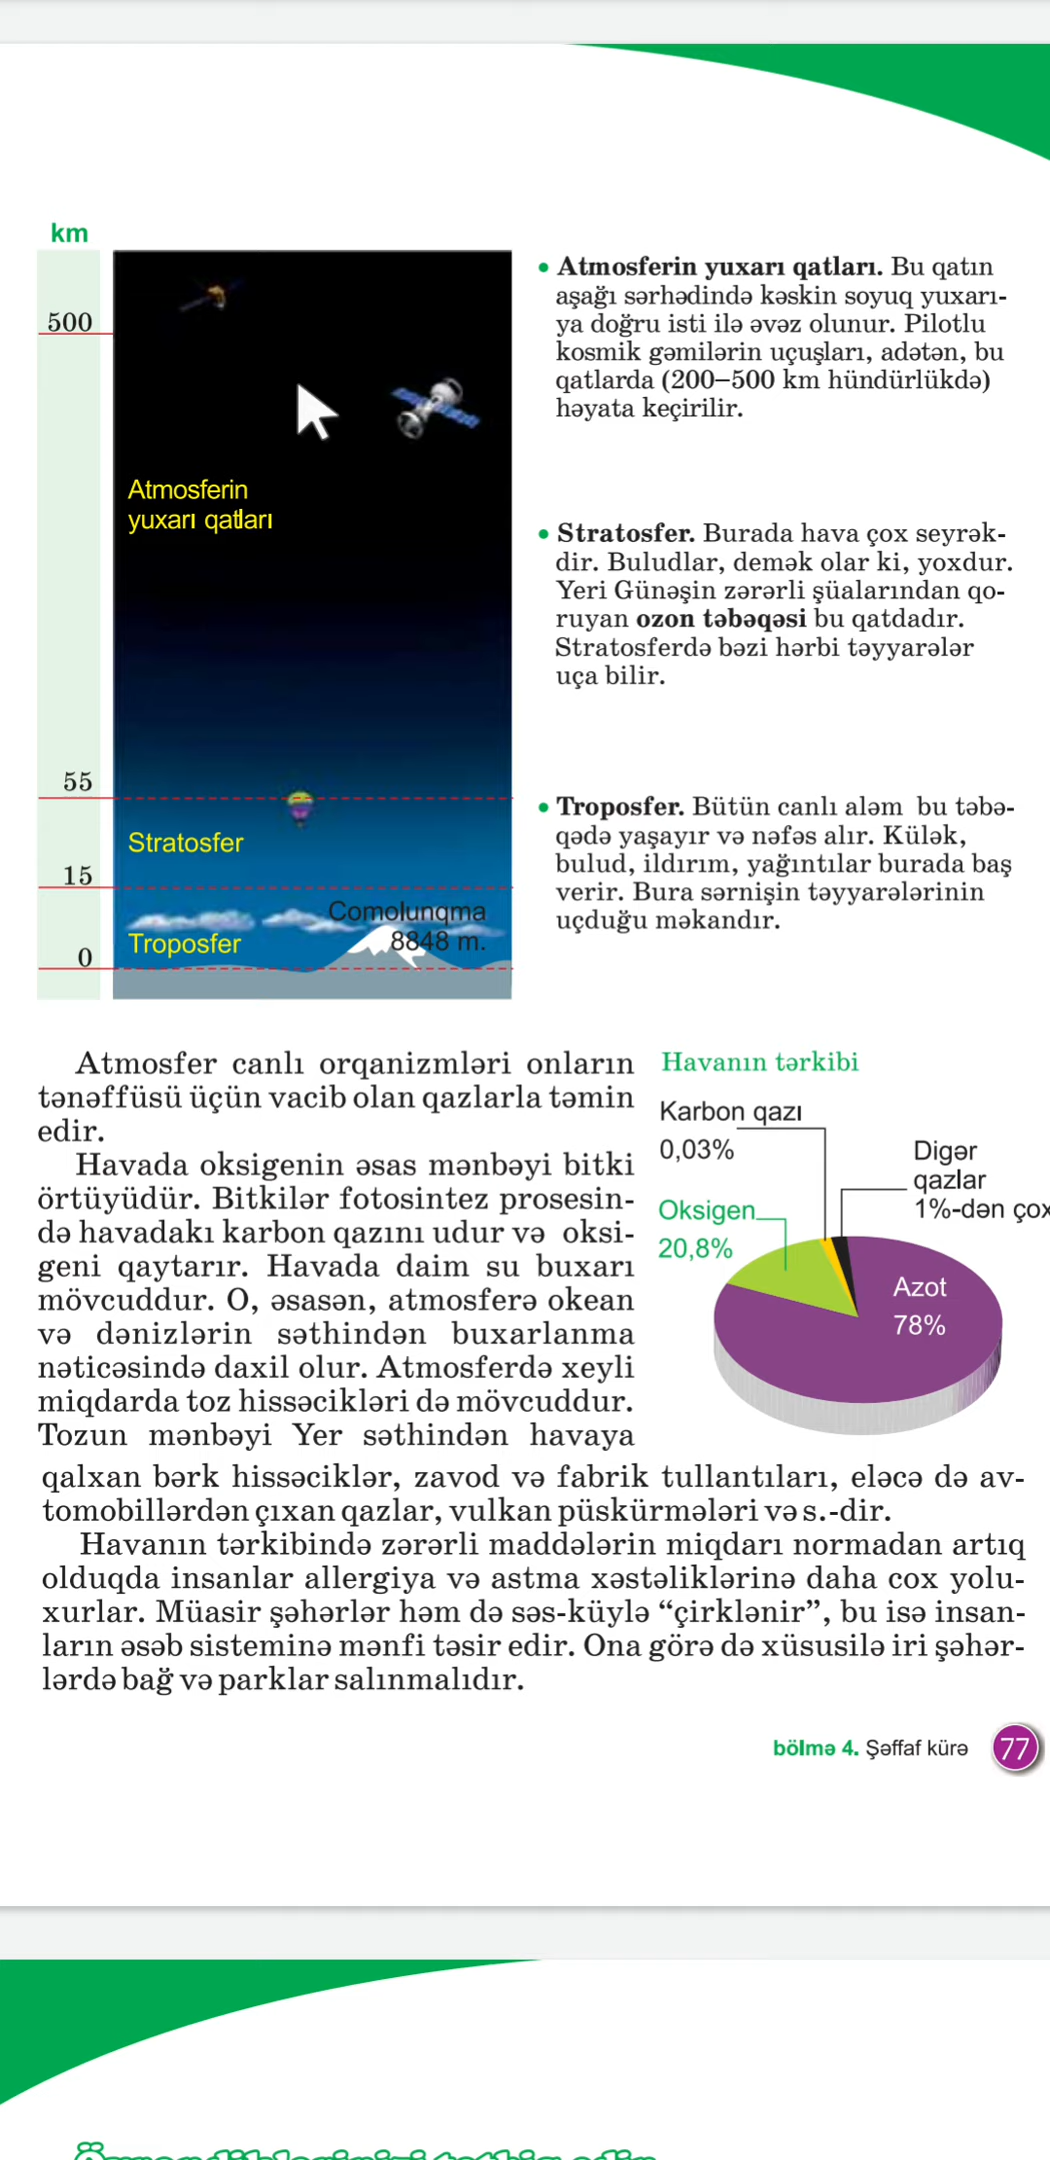 km
500
Atmosferin
yuxarı qatları
55
Stratosfer
15
Comolunqma
8848 m.
Troposfer
0
• Atmosferin yuxarı qatları. Bu qatın
aşağı sərhədində kəskin soyuq yuxarı-
ya doğru isti ilə əvəz olunur. Pilotlu
kosmik gəmilərin uçuşları, adətən, bu
qatlarda (200–500 km hündürlükdə)
həyata keçirilir.
• Stratosfer. Burada hava çox seyrək-
dir. Buludlar, demək olar ki, yoxdur.
Yeri Günəşin zərərli şüalarından qo-
ruyan ozon təbəqəsi bu qatdadır.
Stratosferdə bəzi hərbi təyyarələr
uça bilir.
• Troposfer. Bütün canlı aləm bu təbə-
qədə yaşayır və nəfəs alır. Külək,
bulud, ildırım, yağıntılar burada baş
verir. Bura sərnişin təyyarələrinin
uçduğu məkandır.
Atmosfer canlı orqanizmləri onların
tənəffüsü üçün vacib olan qazlarla təmin
edir.
Havada oksigenin əsas mənbəyi bitki
örtüyüdür. Bitkilər fotosintez prosesin-
də havadakı karbon qazını udur və oksi-
geni qaytarır. Havada daim su buxarı
mövcuddur. O, əsasən, atmosferə okean
və dənizlərin səthindən buxarlanma
nəticəsində daxil olur. Atmosferdə xeyli
miqdarda toz hissəcikləri də mövcuddur.
Tozun mənbəyi Yer səthindən havaya
qalxan bərk hissəciklər, zavod və fabrik tullantıları, eləcə də av-
tomobillərdən çıxan qazlar, vulkan püskürmələri və s.-dir.
Havanın tərkibində zərərli maddələrin miqdarı normadan artıq
olduqda insanlar allergiya və astma xəstəliklərinə daha cox yolu-
xurlar. Müasir şəhərlər həm də səs-küylə “çirklənir”, bu isə insan-
ların əsəb sisteminə mənfi təsir edir. Ona görə də xüsusilə iri şəhər-
lərdə bağ və parklar salınmalıdır.
Havanın tərkibi
Karbon qazı
0,03%
Digər
qazlar
1%-dən çox
Oksigen
20,8%
Azot
78%
bölmə 4. Şəffaf kürə 77